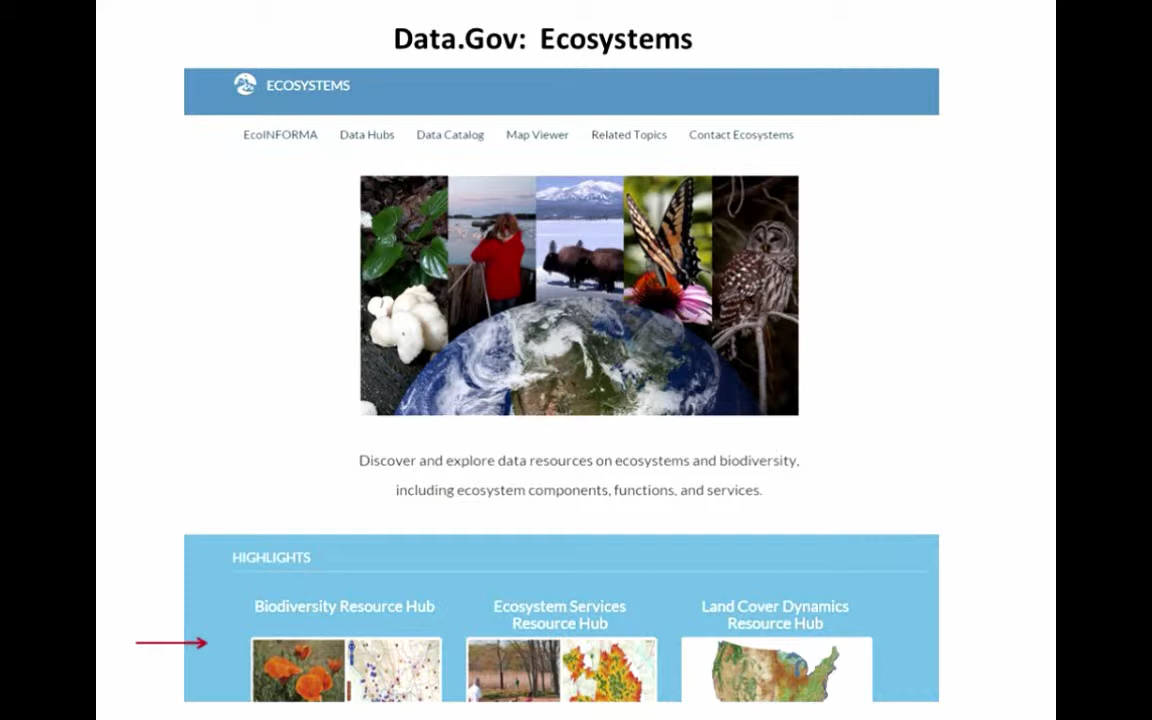 Data.Gov: Ecosystems
ECOSYSTEMS
EcoINFORMA Data Hubs Data Catalog Map Viewer Related Topics Contact Ecosystems
Discover and explore data resources on ecosystems and biodiversity,
including ecosystem components, functions, and services.
HIGHLIGHTS
Biodiversity Resource Hub
Ecosystem Services
Resource Hub
Land Cover Dynamics
Resource Hub